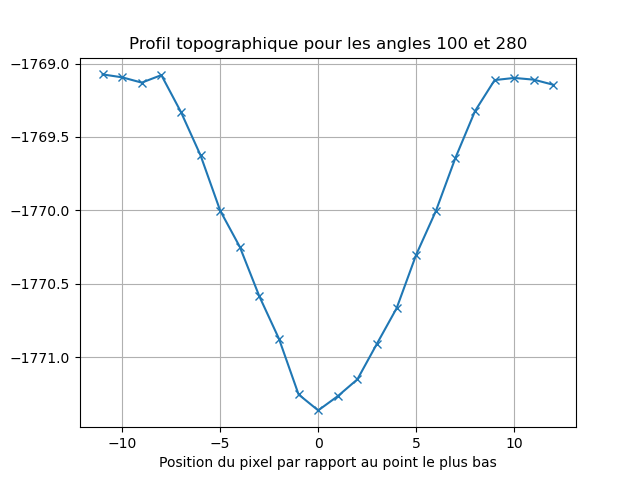 Profil topographique pour les angles 100 et 280
−1769.0
−1769.5
−1770.0
−1770.5
−1771.0
−10 −5 0 5 10
Position du pixel par rapport au point le plus bas